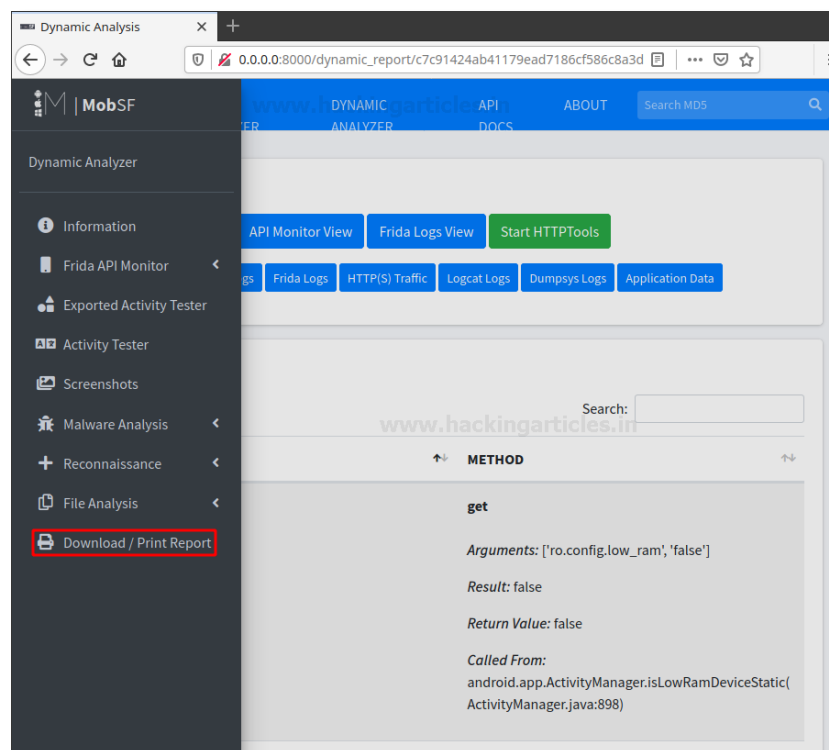 Dynamic Analysis
0.0.0.0:8000/dynamic_report/c7c91424ab41179ead7186cf586c8a3d
MobSF
DYNAMIC ANALYZER
API DOCS
ABOUT
Search MD5
Dynamic Analyzer
Information
Frida API Monitor
Exported Activity Tester
Activity Tester
Screenshots
Malware Analysis
Reconnaissance
File Analysis
Download / Print Report
API Monitor View
Frida Logs View
Start HTTPTools
Frida Logs
HTTP(S) Traffic
Logcat Logs
Dumpsys Logs
Application Data
Search:
www.hackingarticles.in
METHOD
get
Arguments: ['ro.config.low_ram', 'false']
Result: false
Return Value: false
Called From:
android.app.ActivityManager.isLowRamDeviceStatic(
ActivityManager.java:898)